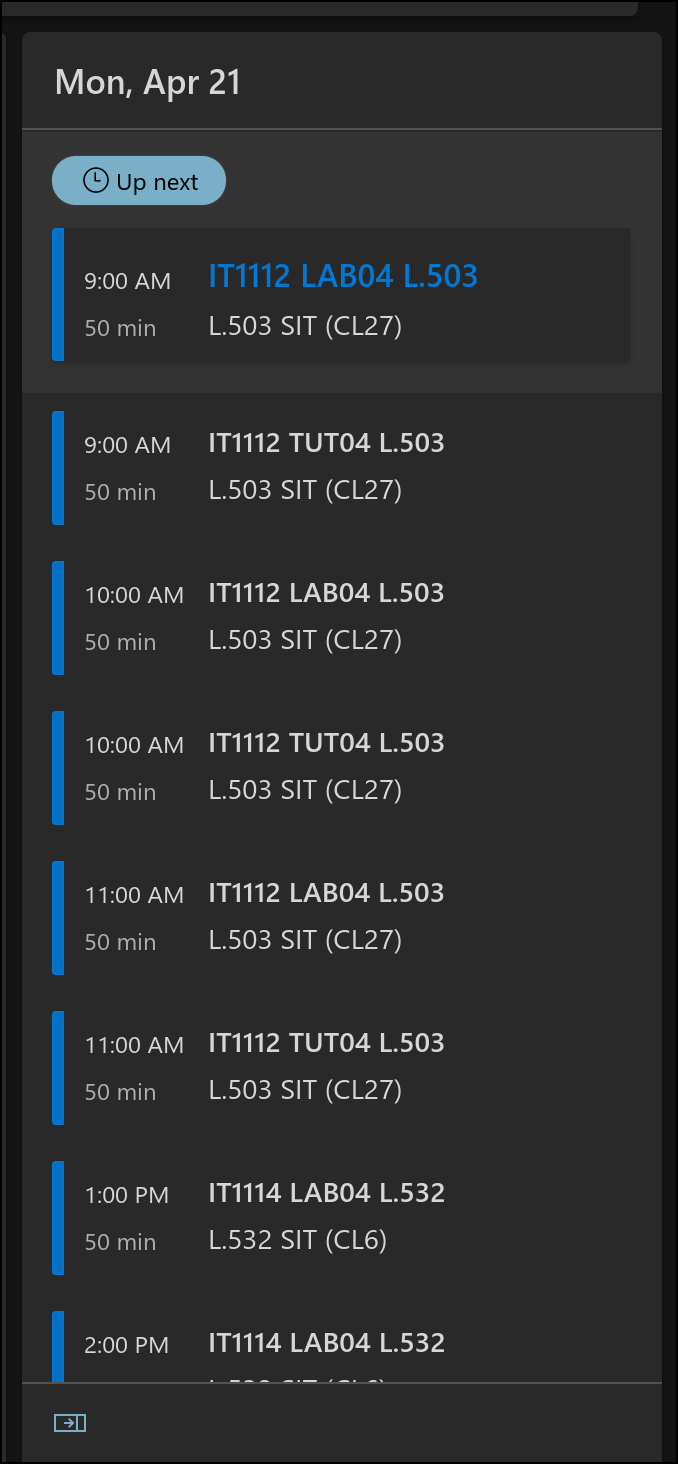 Mon, Apr 21
Up next
9:00 AM IT1112 LAB04 L.503
50 min L.503 SIT (CL27)
9:00 AM IT1112 TUT04 L.503
50 min L.503 SIT (CL27)
10:00 AM IT1112 LAB04 L.503
50 min L.503 SIT (CL27)
10:00 AM IT1112 TUT04 L.503
50 min L.503 SIT (CL27)
11:00 AM IT1112 LAB04 L.503
50 min L.503 SIT (CL27)
11:00 AM IT1112 TUT04 L.503
50 min L.503 SIT (CL27)
1:00 PM IT1114 LAB04 L.532
50 min L.532 SIT (CL6)
2:00 PM IT1114 LAB04 L.532